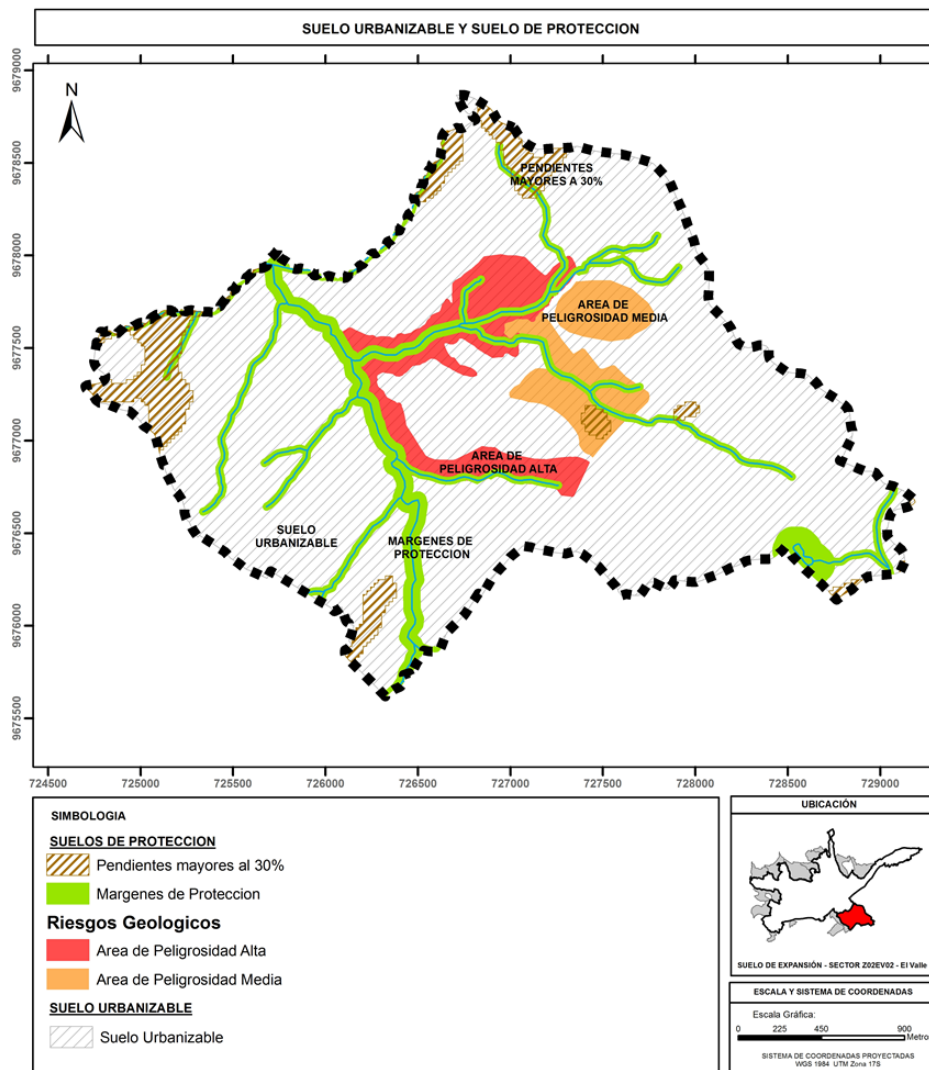 SUELO URBANIZABLE Y SUELO DE PROTECCION
9679000
9678500
9678000
9677500
9677000
9676500
9676000
9675500
N
PENDIENTES
MAYORES A 30%
AREA DE
PELIGROSIDAD MEDIA
AREA DE
PELIGROSIDAD ALTA
SUELO
URBANIZABLE
MARGENES DE
PROTECCION
724500 725000 725500 726000 726500 727000 727500 728000 728500 729000
SIMBOLOGIA
SUELOS DE PROTECCION
Pendientes mayores al 30%
Margenes de Proteccion
Riesgos Geologicos
Area de Peligrosidad Alta
Area de Peligrosidad Media
SUELO URBANIZABLE
Suelo Urbanizable
UBICACIÓN
SUELO DE EXPANSIÓN - SECTOR Z02EV02 - El Valle
ESCALA Y SISTEMA DE COORDENADAS
Escala Gráfica:
0 225 450 900
Metro
SISTEMA DE COORDENADAS PROYECTADAS
WGS 1984 UTM Zona 17S